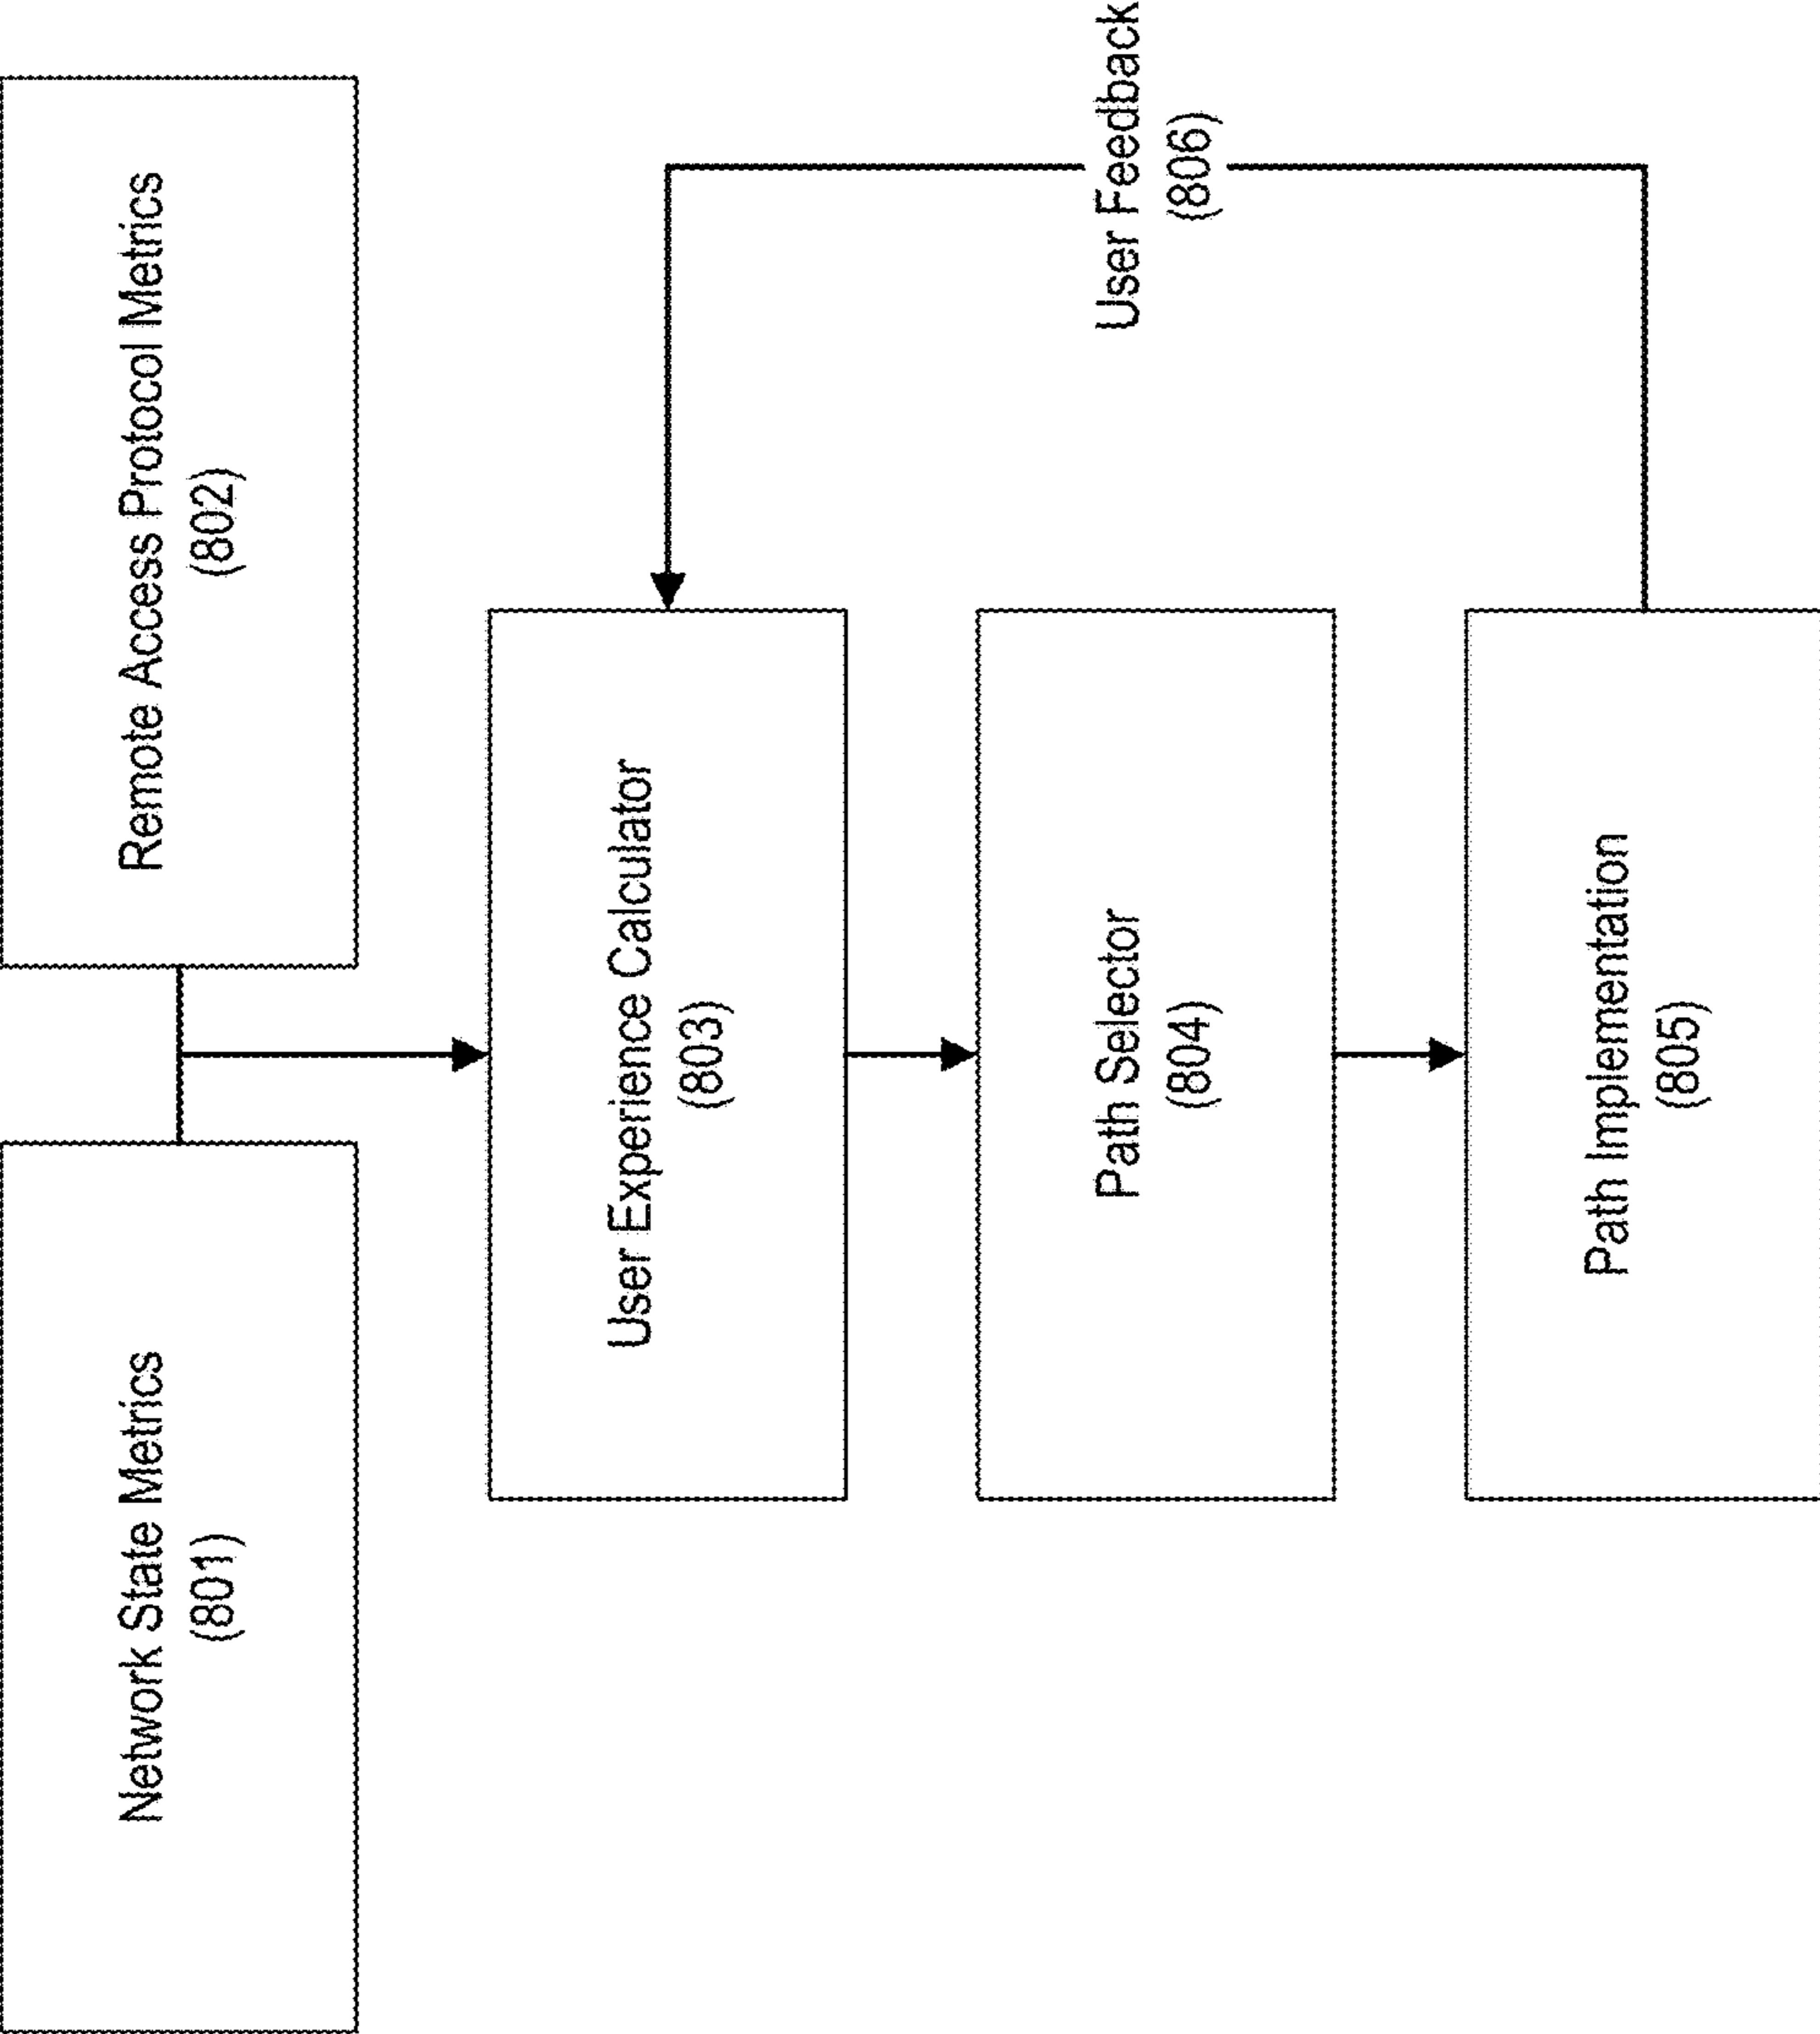 Network State Metrics
(801)
Remote Access Protocol Metrics
(802)
User Experience Calculator
(803)
Path Selector
(804)
Path Implementation
(805)
User Feedback
(806)